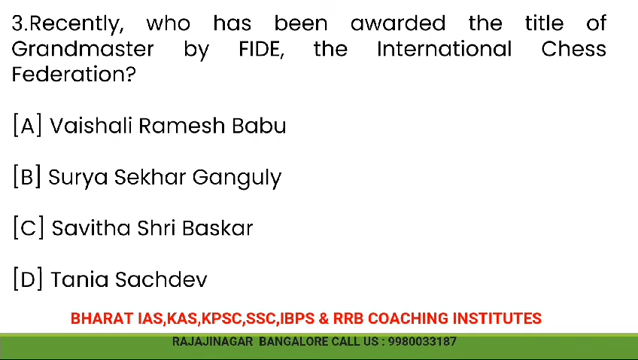 3.Recently, who has been awarded the title of
Grandmaster by FIDE, the International Chess
Federation?
[A] Vaishali Ramesh Babu
[B] Surya Sekhar Ganguly
[C] Savitha Shri Baskar
[D] Tania Sachdev
BHARAT IAS,KAS,KPSC,SSC,IBPS & RRB COACHING INSTITUTES
RAJAJINAGAR BANGALORE CALL US : 9980033187